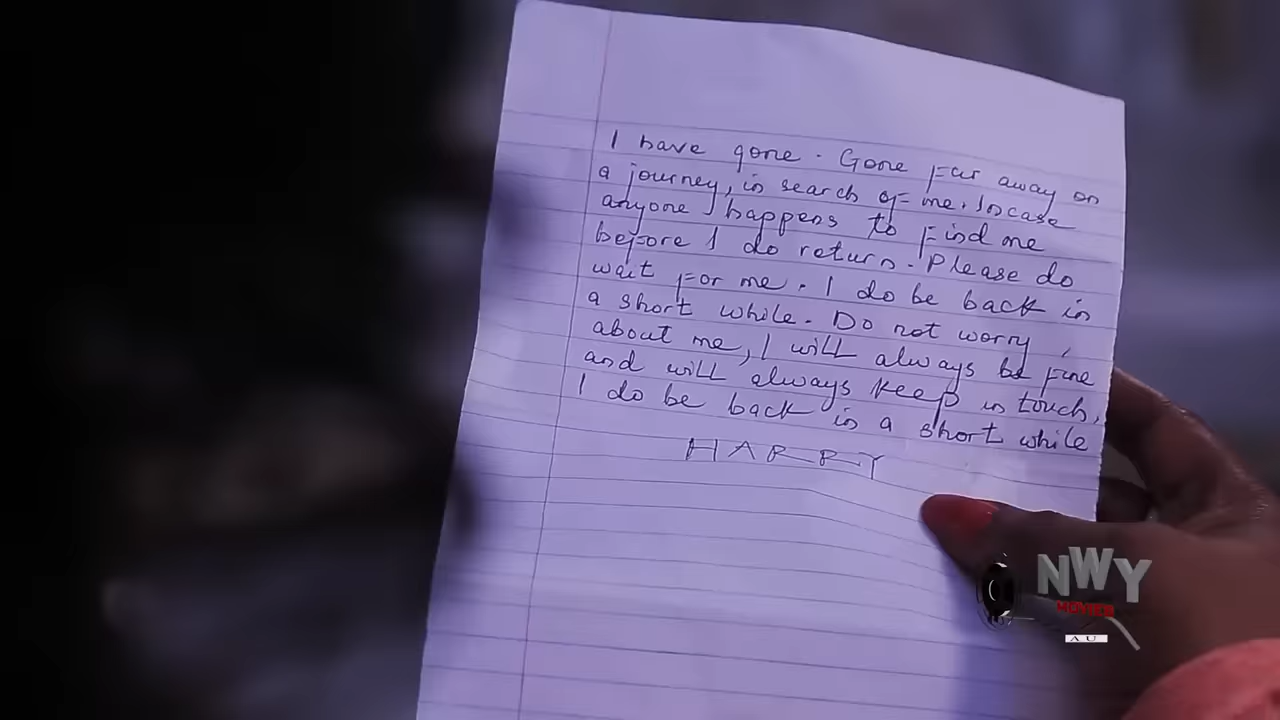 I have gone. Gone far away on
a journey, in search of me. Incase
anyone happens to find me
before I do return. Please do
wait for me. I do be back in
a short while. Do not worry,
about me, I will always be fine
and will always keep in touch,
I do be back in a short while
HARRY
NWY
MOVIES
AU